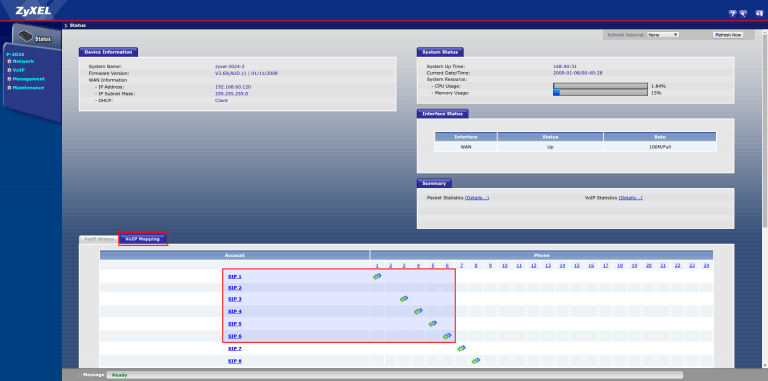 ZyXEL
Status
> Status
P-2024
Network
VoIP
Management
Maintenance
Refresh Interval: None
Refresh Now
Device Information
System Name: zyxel-2024-2
Firmware Version: V3.60(AUD.1) | 01/11/2008
WAN Information
- IP Address: 192.168.60.120
- IP Subnet Mask: 255.255.255.0
- DHCP: Client
System Status
System Up Time: 168:40:31
Current Date/Time: 2000-01-08/00:40:28
System Resource:
- CPU Usage: 1.84%
- Memory Usage: 15%
Interface Status
Interface Status Rate
WAN Up 100M/Full
Summary
Packet Statistics (Details...) VoIP Statistics (Details...)
VoIP Status VoIP Mapping
Account Phone
1 2 3 4 5 6 7 8 9 10 11 12 13 14 15 16 17 18 19 20 21 22 23 24
SIP 1
SIP 2
SIP 3
SIP 4
SIP 5
SIP 6
SIP 7
SIP 8
Message Ready